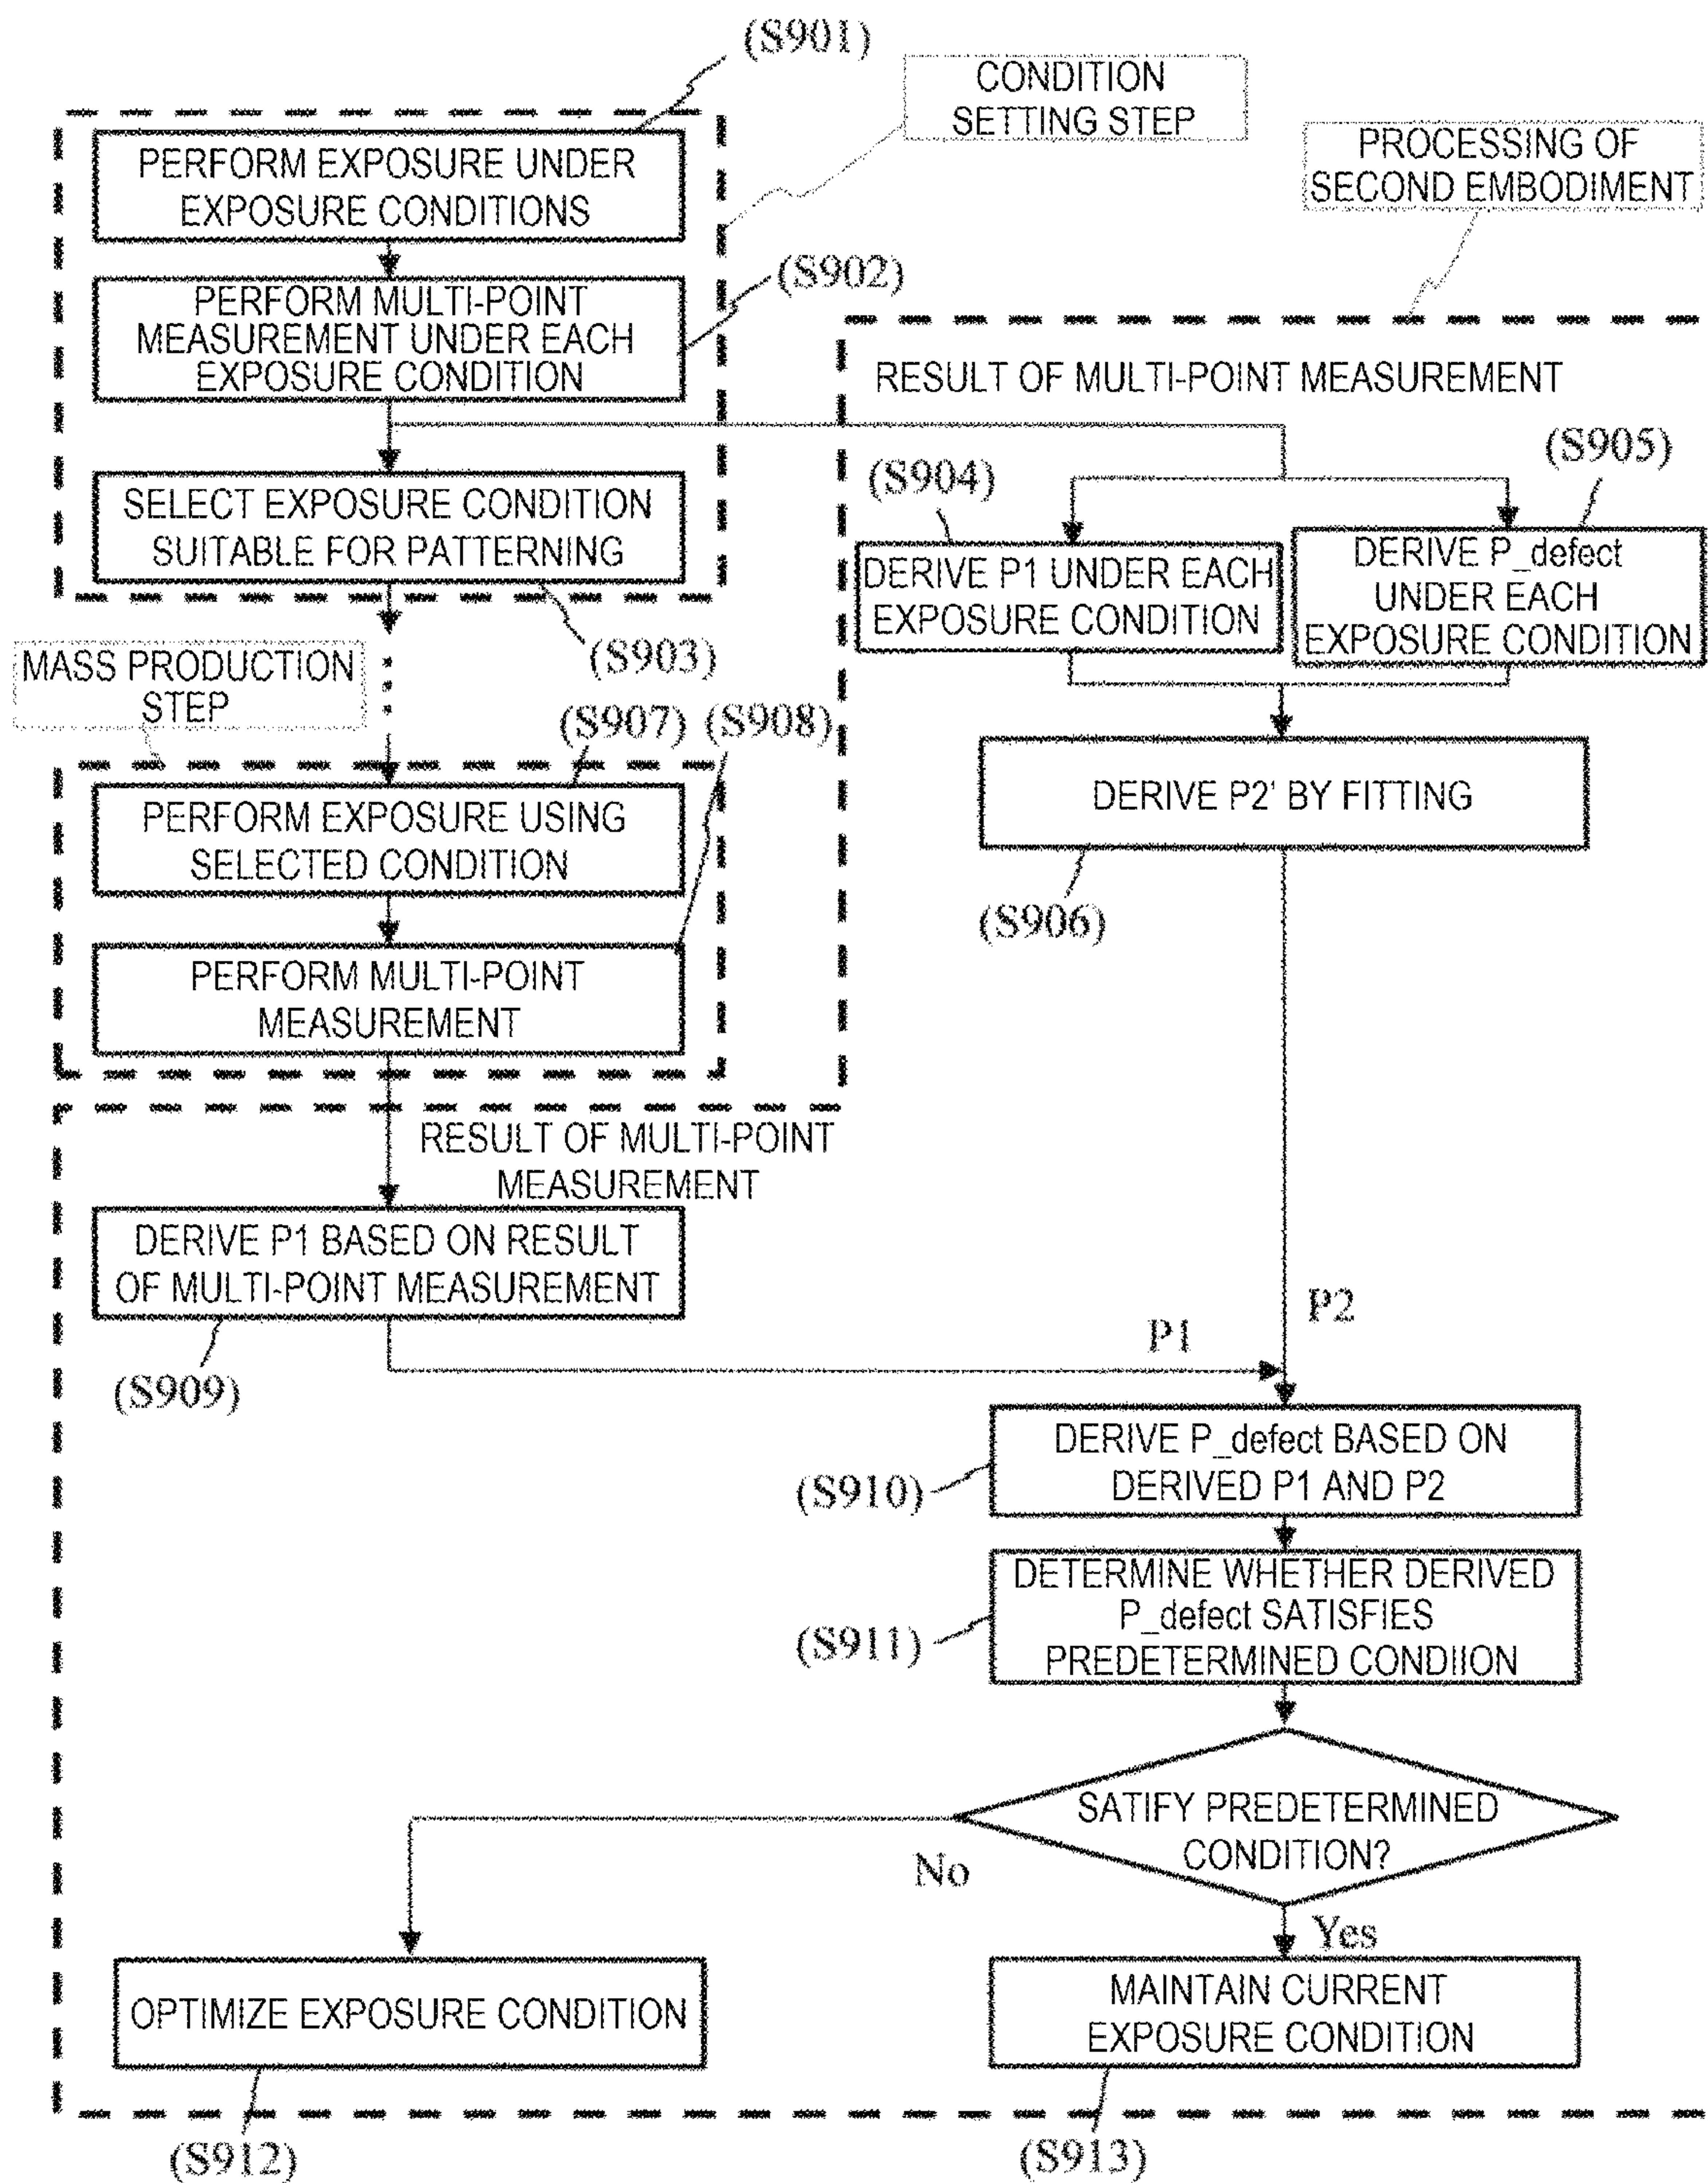 (S901)
CONDITION
SETTING STEP
PROCESSING OF
SECOND EMBODIMENT
PERFORM EXPOSURE UNDER
EXPOSURE CONDITIONS
(S902)
PERFORM MULTI-POINT
MEASUREMENT UNDER EACH
EXPOSURE CONDITION
RESULT OF MULTI-POINT MEASUREMENT
(S905)
(S904)
SELECT EXPOSURE CONDITION
SUITABLE FOR PATTERNING
DERIVE P1 UNDER EACH
EXPOSURE CONDITION
DERIVE P_defect
UNDER EACH
EXPOSURE CONDITION
(S903)
MASS PRODUCTION
STEP
(S907)
(S908)
DERIVE P2' BY FITTING
(S906)
PERFORM EXPOSURE USING
SELECTED CONDITION
PERFORM MULTI-POINT
MEASUREMENT
RESULT OF MULTI-POINT
MEASUREMENT
DERIVE P1 BASED ON RESULT
OF MULTI-POINT MEASUREMENT
(S909)
P1
P2
DERIVE P_defect BASED ON
DERIVED P1 AND P2
(S910)
DETERMINE WHETHER DERIVED
P_defect SATISFIES
PREDETERMINED CONDIION
(S911)
SATIFY PREDETERMINED
CONDITION?
No
Yes
OPTIMIZE EXPOSURE CONDITION
MAINTAIN CURRENT
EXPOSURE CONDITION
(S912)
(S913)